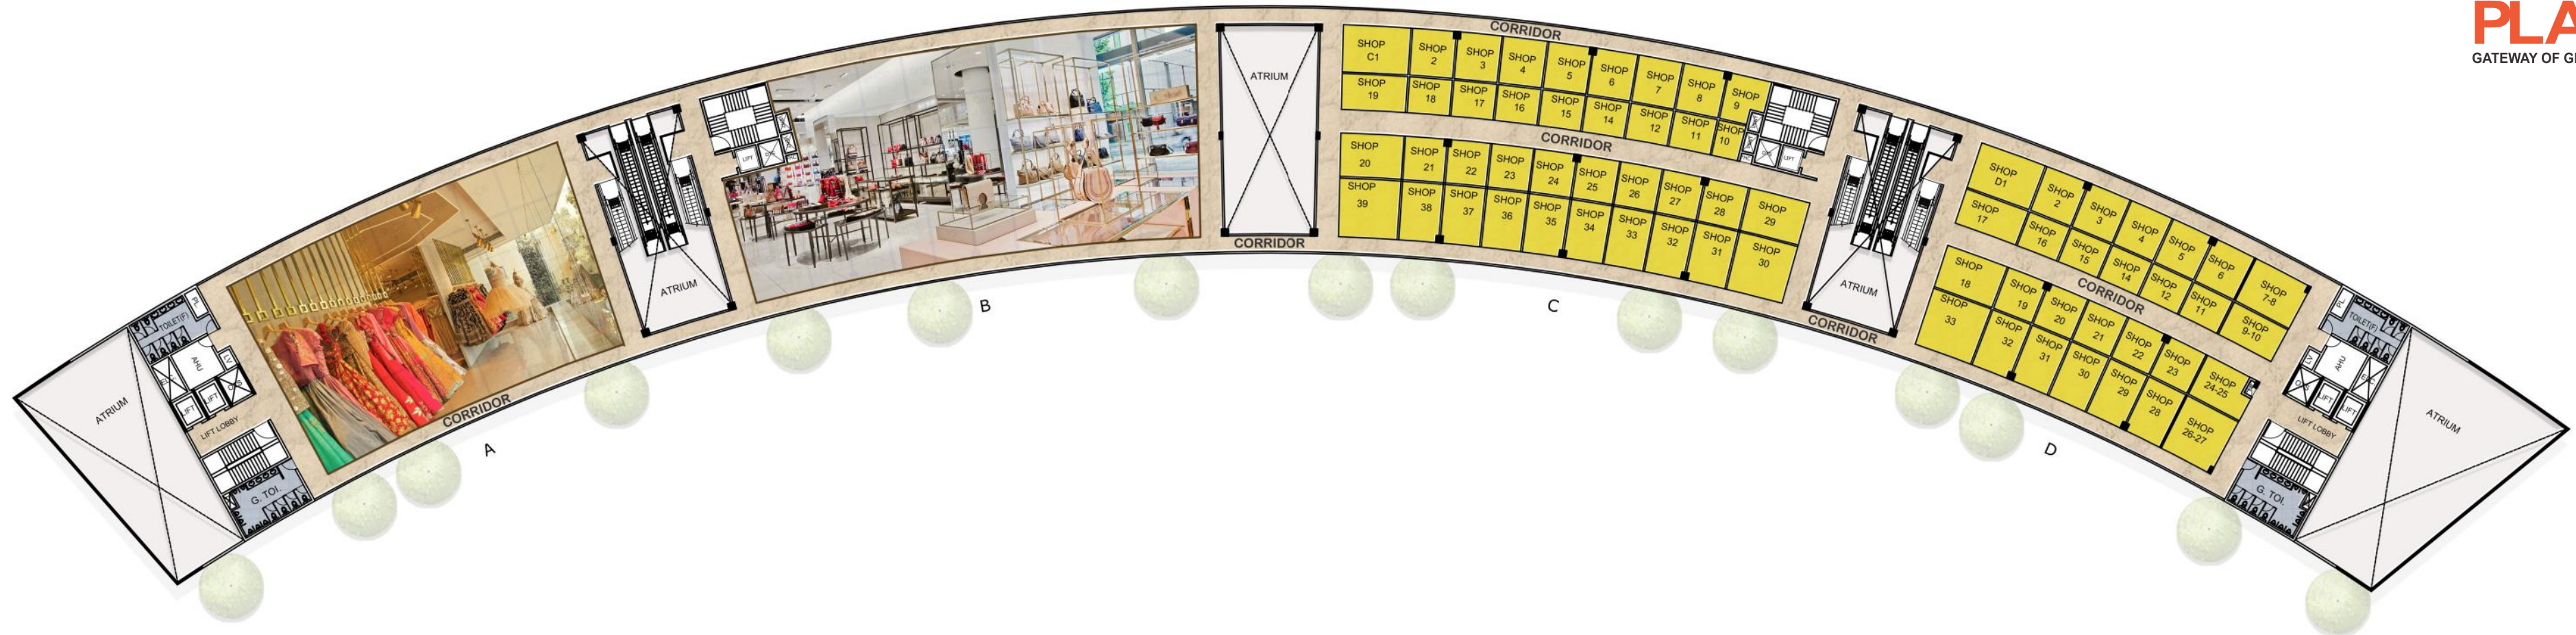 PLA
GATEWAY OF G
CORRIDOR
SHOP C1
SHOP 2
SHOP 3
SHOP 4
SHOP 5
SHOP 6
SHOP 7
SHOP 8
SHOP 9
SHOP 19
SHOP 18
SHOP 17
SHOP 16
SHOP 15
SHOP 14
SHOP 12
SHOP 11
SHOP 10
CORRIDOR
SHOP 20
SHOP 21
SHOP 22
SHOP 23
SHOP 24
SHOP 25
SHOP 26
SHOP 27
SHOP 28
SHOP 29
SHOP 39
SHOP 38
SHOP 37
SHOP 36
SHOP 35
SHOP 34
SHOP 33
SHOP 32
SHOP 31
SHOP 30
SHOP D1
SHOP 2
SHOP 3
SHOP 4
SHOP 5
SHOP 6
SHOP 7-8
SHOP 17
SHOP 16
SHOP 15
SHOP 14
SHOP 12
SHOP 11
SHOP 9-10
CORRIDOR
SHOP 18
SHOP 19
SHOP 20
SHOP 21
SHOP 22
SHOP 23
SHOP 24-25
SHOP 33
SHOP 32
SHOP 31
SHOP 30
SHOP 29
SHOP 28
SHOP 26-27
ATRIUM
TOILET(F)
AHU
LV
LIFT
LIFT
LIFT LOBBY
G. TOI.
CORRIDOR
A
ATRIUM
LIFT
B
ATRIUM
CORRIDOR
C
LIFT
ATRIUM
CORRIDOR
D
TOILET(F)
AHU
LV
LIFT
LIFT
LIFT LOBBY
G. TOI.
ATRIUM